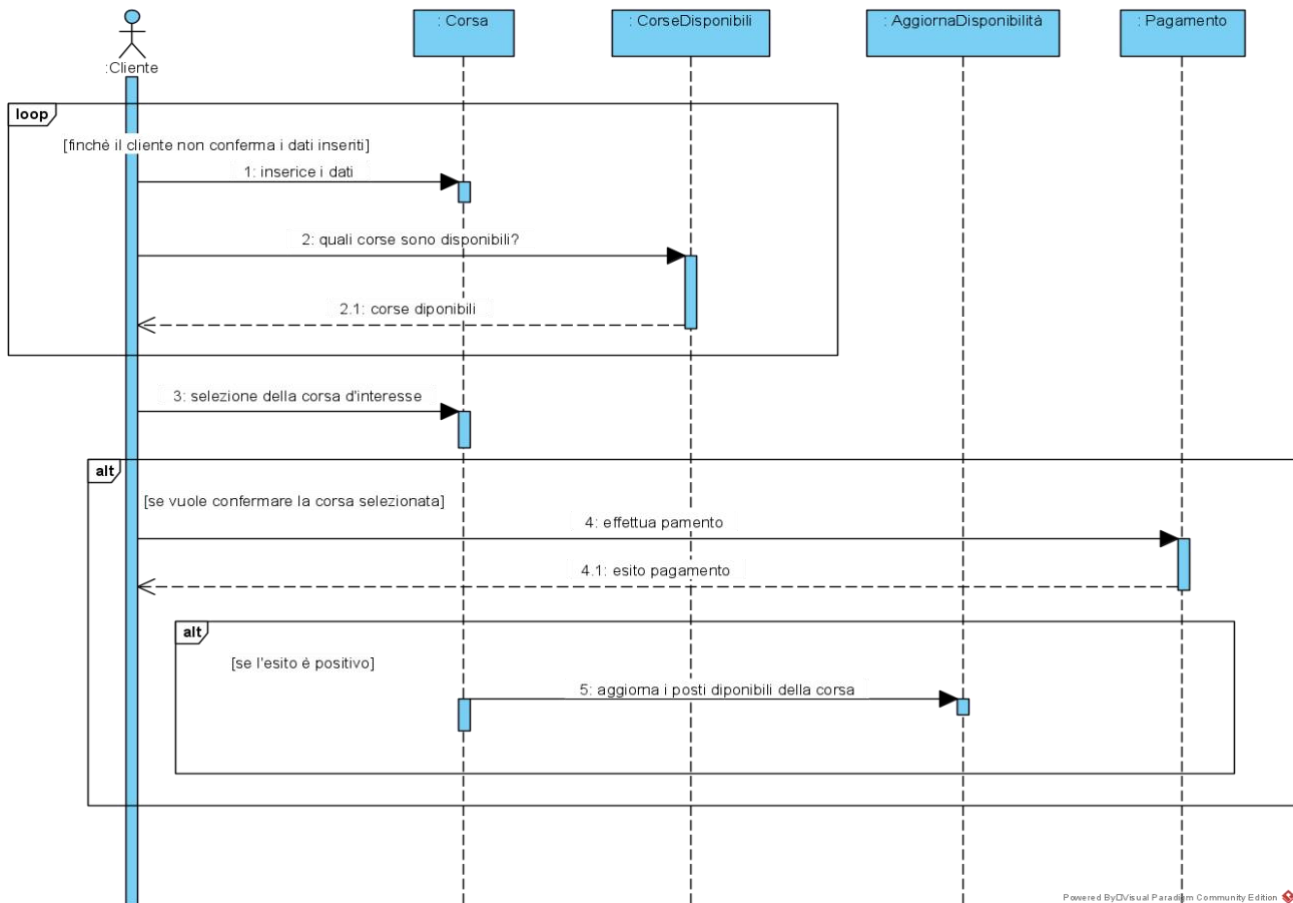 : Corsa
: CorseDisponibili
: AggiornaDisponibilità
: Pagamento
:Cliente
loop
[finchè il cliente non conferma i dati inseriti]
1: inserice i dati
2: quali corse sono disponibili?
2.1: corse diponibili
3: selezione della corsa d'interesse
alt
[se vuole confermare la corsa selezionata]
4: effettua pamento
4.1: esito pagamento
alt
[se l'esito è positivo]
5: aggiorna i posti diponibili della corsa
Powered By Visual Paradigm Community Edition